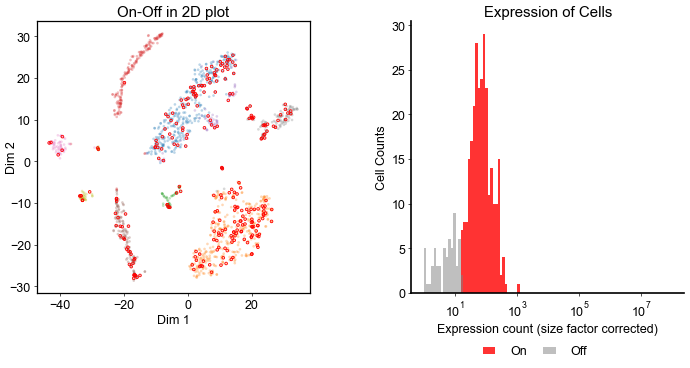 On-Off in 2D plot
Dim 2
30
20
10
0
−10
−20
−30
−40
−20
0
20
Dim 1
Expression of Cells
Cell Counts
30
25
20
15
10
5
0
10^1
10^3
10^5
10^7
Expression count (size factor corrected)
On
Off